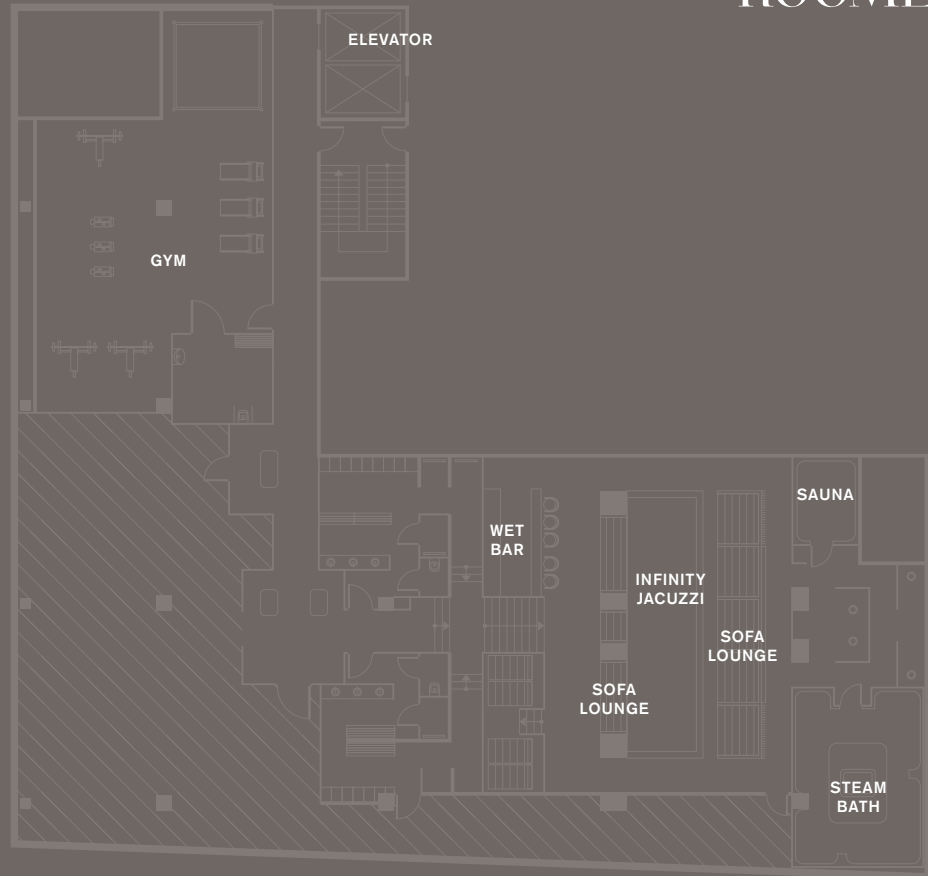 ELEVATOR
GYM
SAUNA
WET
BAR
INFINITY
JACUZZI
SOFA
LOUNGE
SOFA
LOUNGE
STEAM
BATH